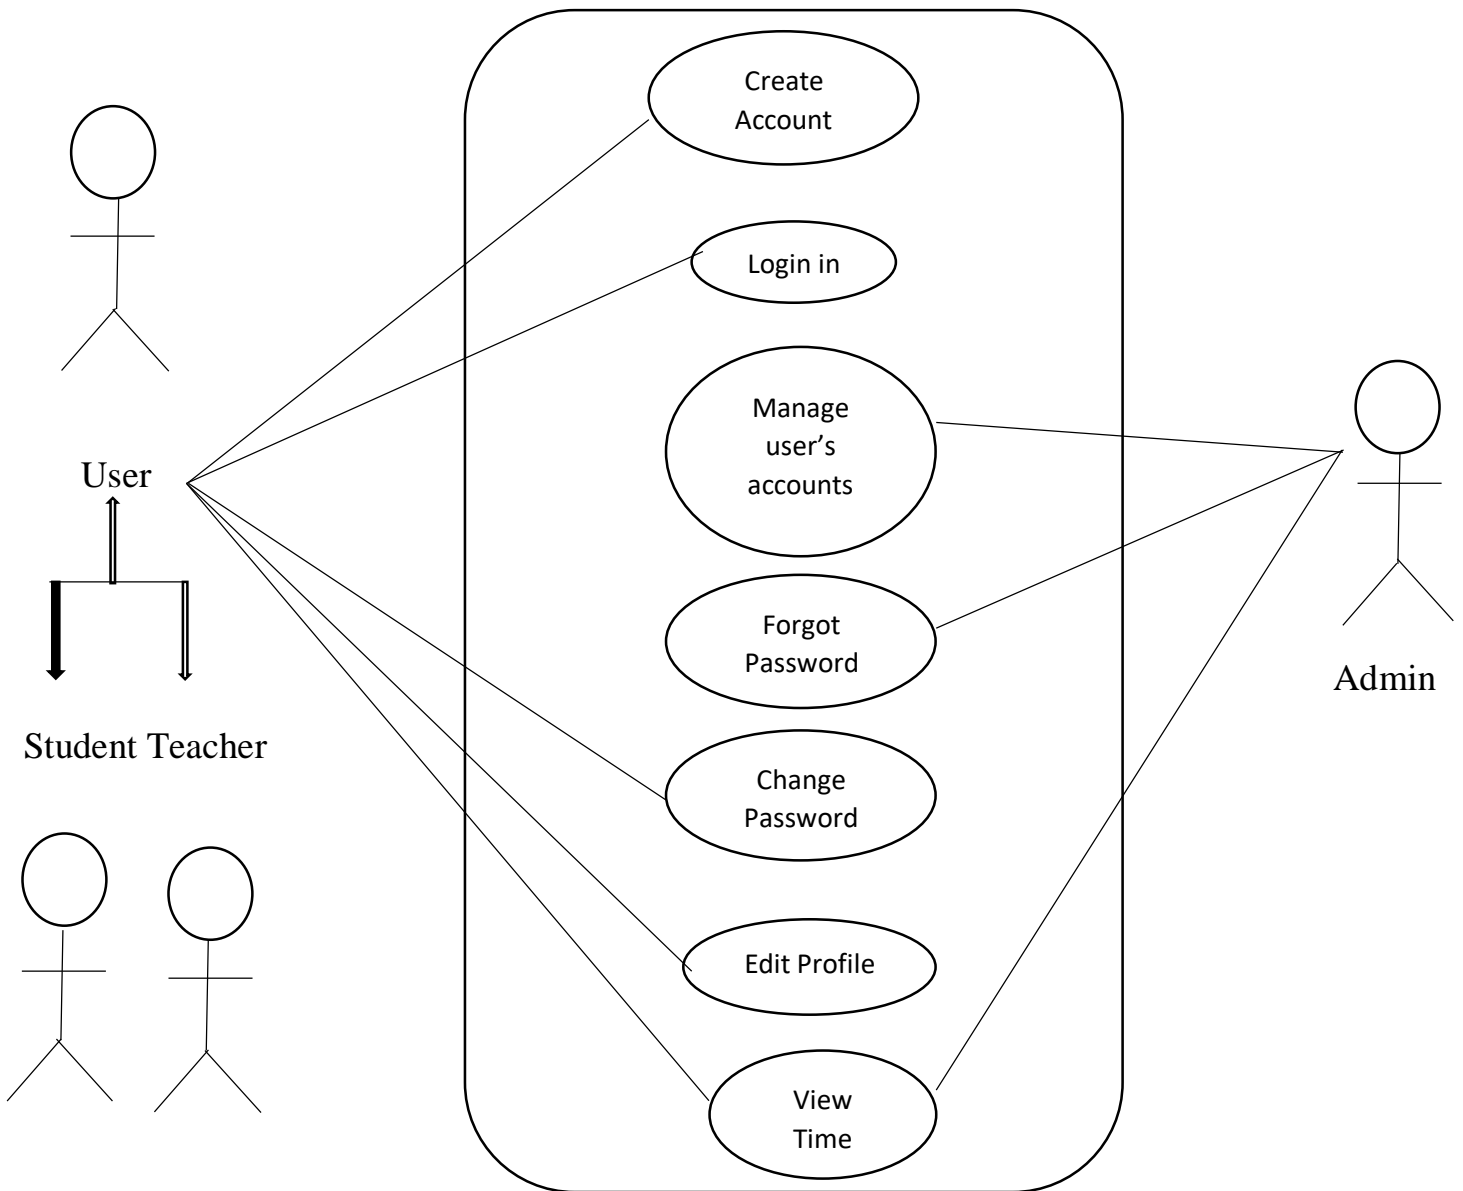 Create
Account
Login in
Manage
user’s
accounts
User
Forgot
Password
Admin
Student Teacher
Change
Password
Edit Profile
View
Time